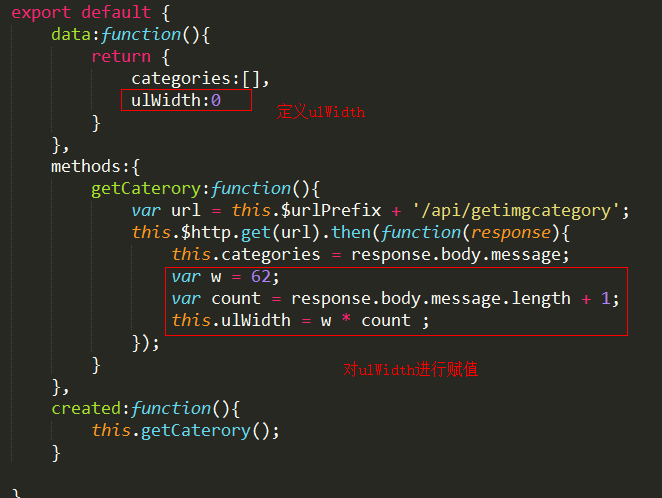 export default {
data:function(){
return {
categories:[],
ulWidth:0
定义ulWidth
}
},
methods:{
getCaterory:function(){
var url = this.$urlPrefix + '/api/getimgcategory';
this.$http.get(url).then(function(response){
this.categories = response.body.message;
var w = 62;
var count = response.body.message.length + 1;
this.ulWidth = w * count ;
});
}
对ulWidth进行赋值
},
created:function(){
this.getCaterory();
}
}